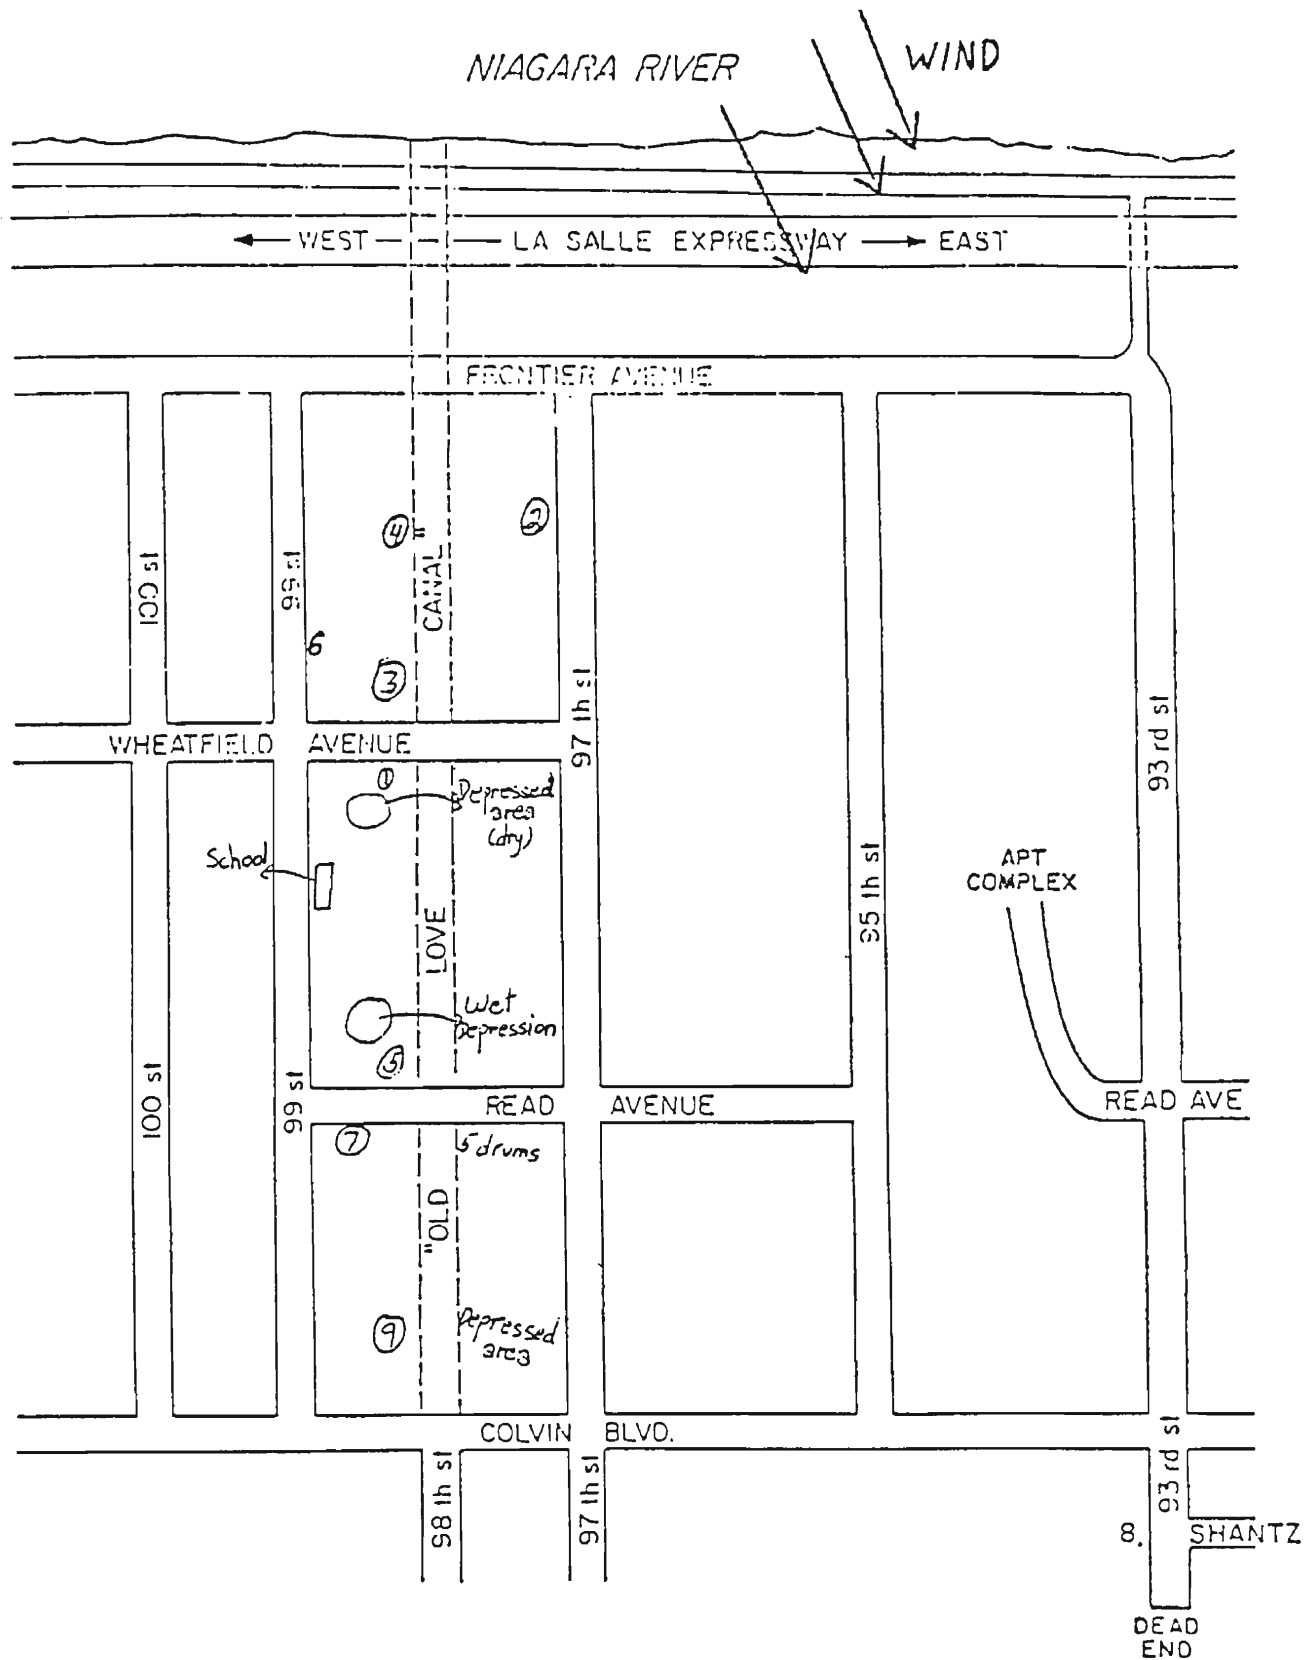 NIAGARA RIVER
WIND
WEST
LA SALLE EXPRESSWAY
EAST
FRONTIER AVENUE
100 st
99 st
4
"
CANAL
2
6
3
97 th st
93 rd st
WHEATFIELD AVENUE
1
Depressed
area
(dry)
School
LOVE
95 th st
APT
COMPLEX
Wet
Depression
5
100 st
99 st
READ AVENUE
READ AVE
7
5 drums
"OLD
9
Depressed
area
COLVIN BLVD.
98 th st
97 th st
93 rd st
8.
SHANTZ
DEAD
END